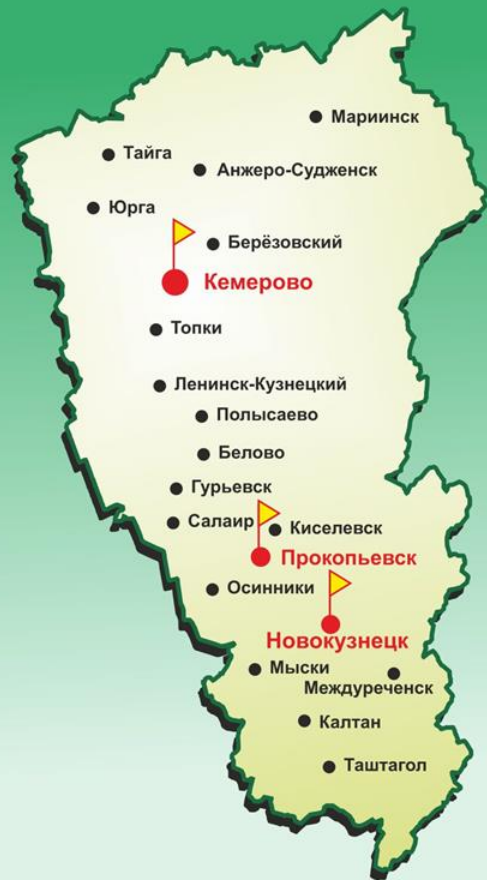 Мариинск
Тайга
Анжеро-Судженск
Юрга
Берёзовский
Кемерово
Топки
Ленинск-Кузнецкий
Полысаево
Белово
Гурьевск
Салаир
Киселевск
Прокопьевск
Осинники
Новокузнецк
Мыски
Междуреченск
Калтан
Таштагол